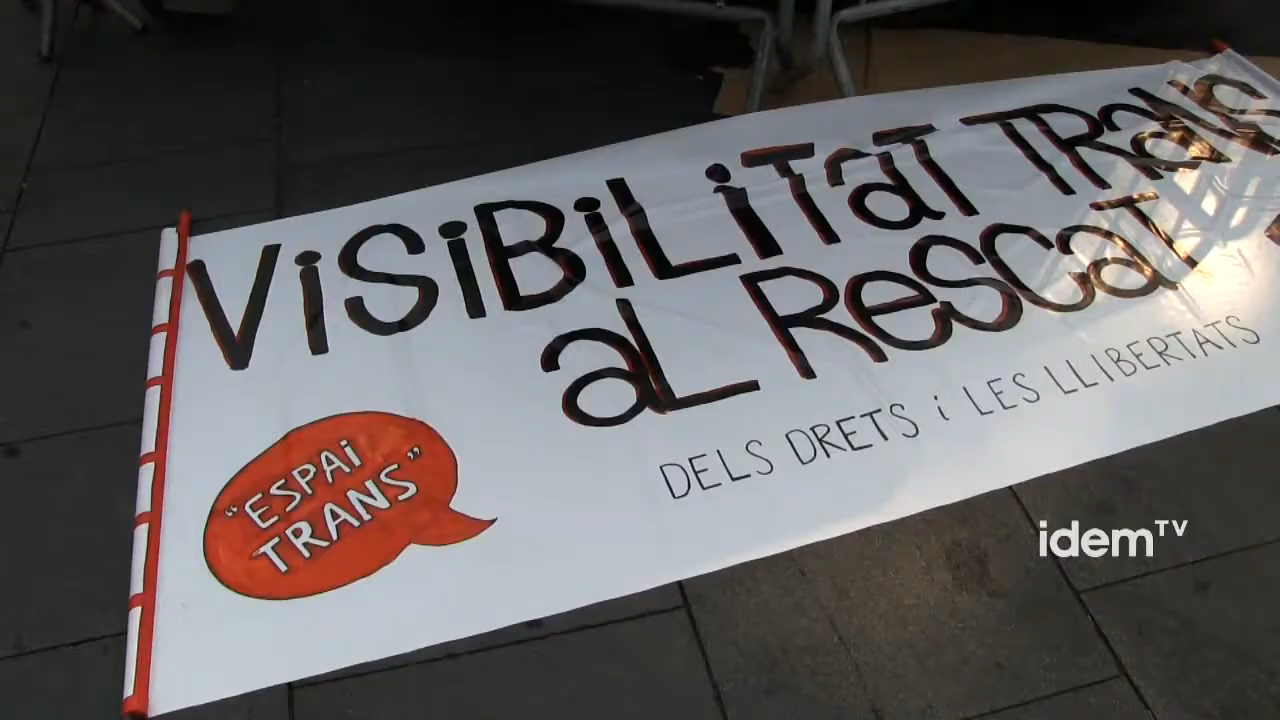 ViSiBiLiTaT TRaNS
aL ReSCaT
DELS DRETS i LES LLIBERTATS
"ESPAi
TRANS"
idemTV